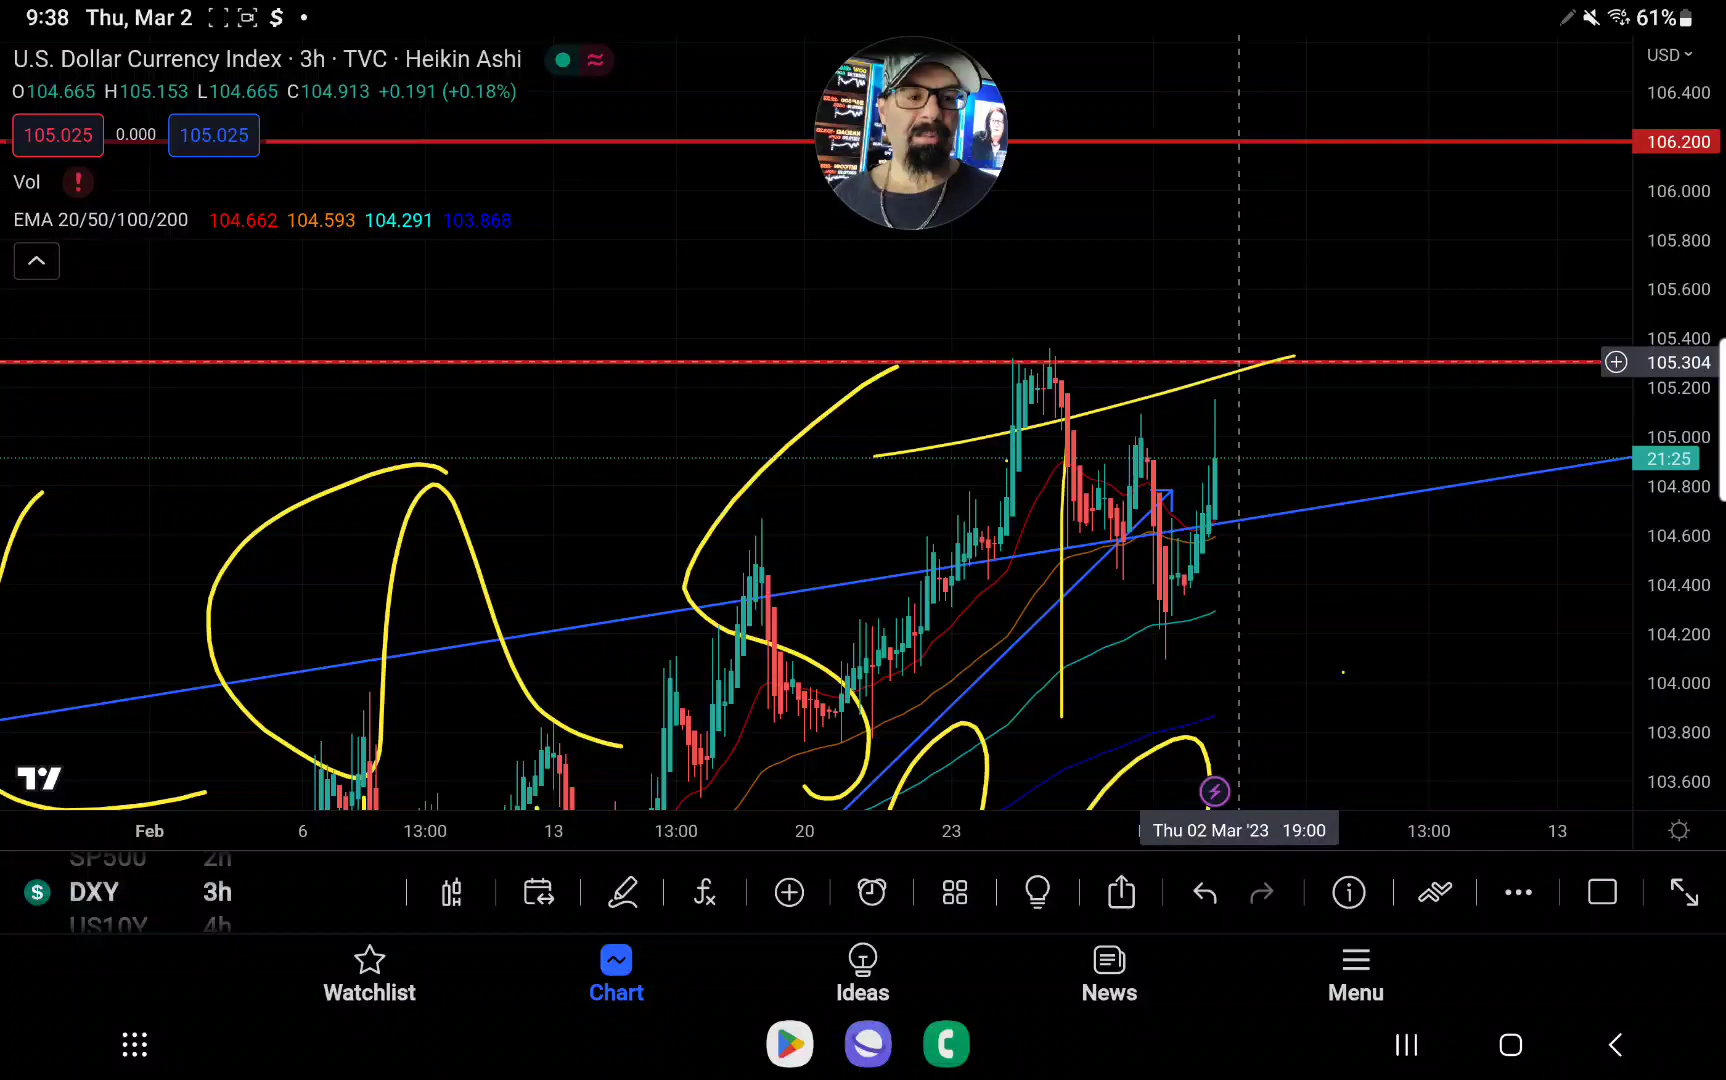 9:38 Thu, Mar 2 $ 61%
U.S. Dollar Currency Index · 3h · TVC · Heikin Ashi
USD
O104.665 H105.153 L104.665 C104.913 +0.191 (+0.18%)
106.400
105.025 0.000 105.025
106.200
Vol
106.000
EMA 20/50/100/200 104.662 104.593 104.291 103.868
105.800
105.600
105.400
105.304
105.200
105.000
21:25
104.800
104.600
104.400
104.200
104.000
103.800
103.600
Feb 6 13:00 13 13:00 20 23 Thu 02 Mar '23 19:00 13:00 13
SP500 2h
DXY 3h
US10Y 4h
Watchlist Chart Ideas News Menu